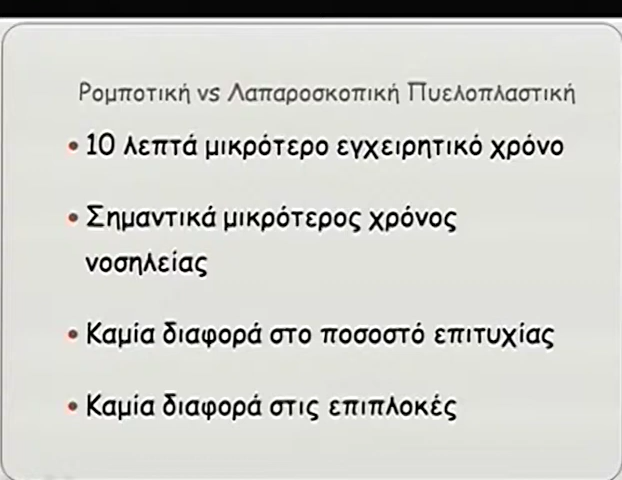 Ρομποτική vs Λαπαροσκοπική Πυελοπλαστική
• 10 λεπτά μικρότερο εγχειρητικό χρόνο
• Σημαντικά μικρότερος χρόνος
νοσηλείας
• Καμία διαφορά στο ποσοστό επιτυχίας
• Καμία διαφορά στις επιπλοκές